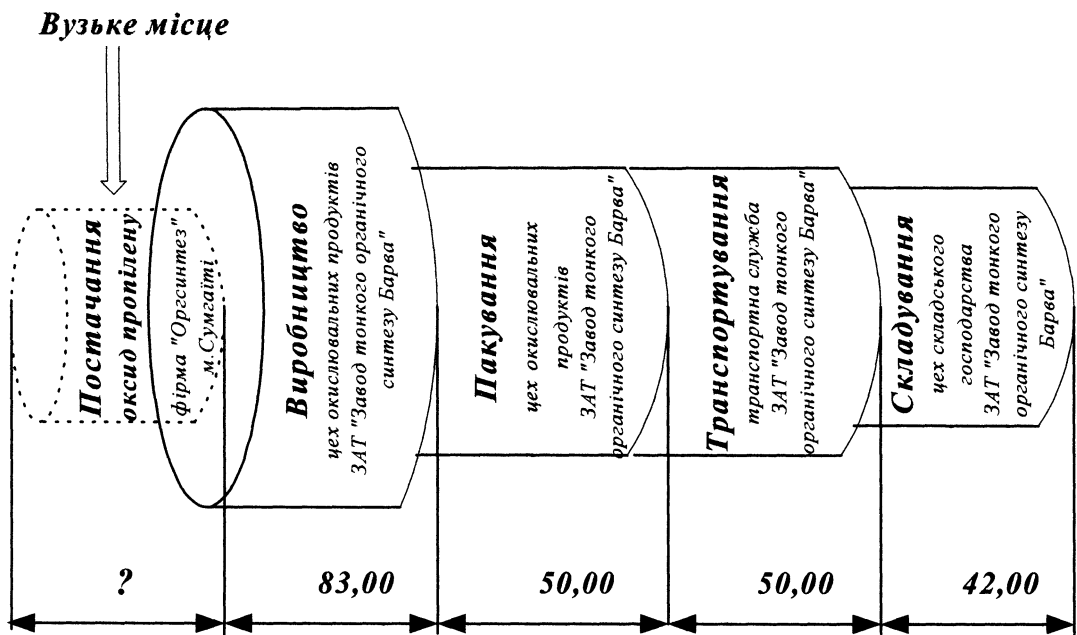 Вузьке місце
Постачання
оксид пропілену
фірма "Оргсинтез"
м.Сумгаїті
Виробництво
цех окислювальних продуктів
ЗАТ "Завод тонкого органічного
синтезу Барва"
Пакування
цех окислювальних
продуктів
ЗАТ "Завод тонкого
органічного синтезу Барва"
Транспортування
транспортна служба
ЗАТ "Завод тонкого
органічного синтезу Барва"
Складування
цех складського
господарства
ЗАТ "Завод тонкого
органічного синтезу
Барва"
?
83,00
50,00
50,00
42,00